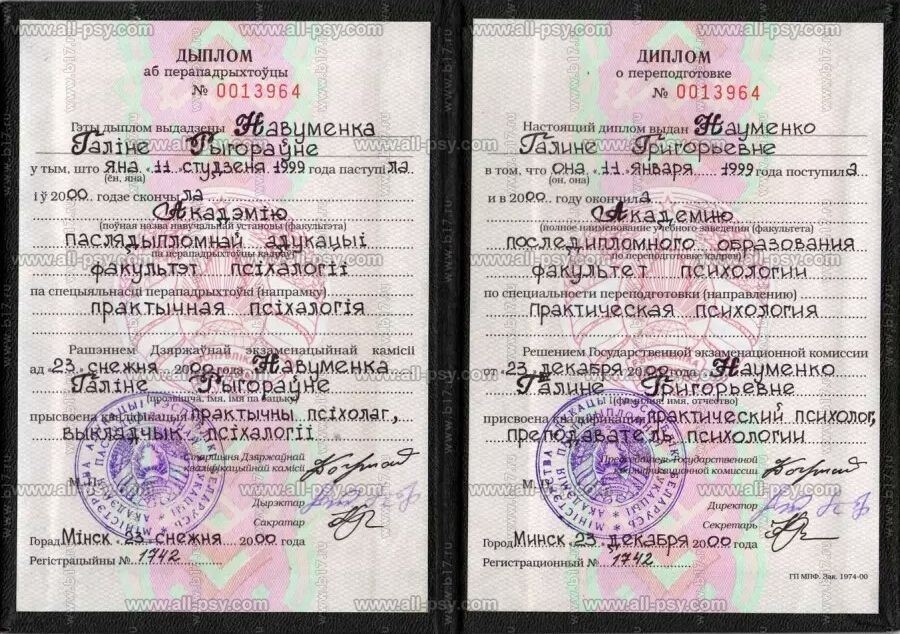 ДЫПЛОМ
аб перападрыхтоўцы
№ 0013964
Гэты дыплом выдадзены Навуменка
Галіне Рыгораўне
у тым, што яна „11" студзеня 1999 года паступіла
(ён, яна)
і ў 2000 годзе скончыла
Акадэмію
(поўная назва навучальнай установы (факультэта)
паслядыпломнай адукацыі
па перападрыхтоўцы кадраў)
факультэт псіхалогіі
па спецыяльнасці перападрыхтоўкі (напрамку)
практычная псіхалогія
Рашэннем Дзяржаўнай экзаменацыйнай камісіі
ад „23" снежня 2000 года Навуменка
Галіне Рыгораўне
(прозвішча, імя, імя па бацьку)
прысвоена кваліфікацыя практычны псіхолаг,
выкладчык псіхалогіі
Старшыня Дзяржаўнай
кваліфікацыйнай камісіі
М. П.
Дырэктар
Сакратар
Горад Мінск 23 снежня 2000 года
Рэгістрацыйны № 1742
ДИПЛОМ
о переподготовке
№ 0013964
Настоящий диплом выдан Науменко
Галине Григорьевне
в том, что она „11" января 1999 года поступила
(он, она)
и в 2000 году окончила
Академию
(полное наименование учебного заведения (факультета)
последипломного образования
по переподготовке кадров)
факультет психологии
по специальности переподготовки (направлению)
практическая психология
Решением Государственной экзаменационной комиссии
от „23" декабря 2000 года Науменко
Галине Григорьевне
(фамилия, имя, отчество)
присвоена квалификация практический психолог,
преподаватель психологии
Председатель Государственной
квалификационной комиссии
М. П.
Директор
Секретарь
Город Минск 23 декабря 2000 года
Регистрационный № 1742
ГП МПФ. Зак. 1974-00
www.all-psy.com
www.b17.ru